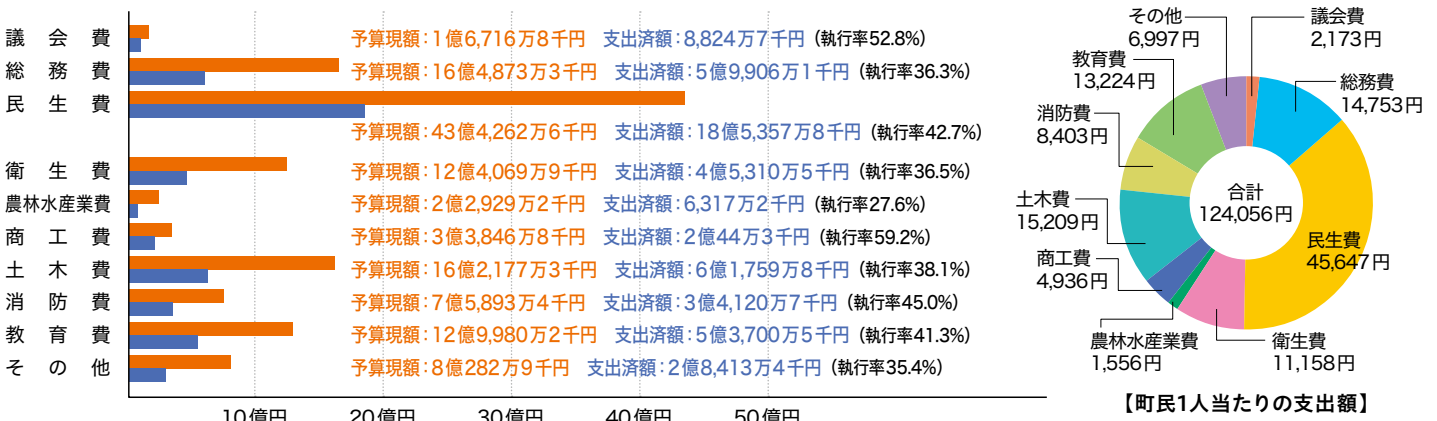 議会費 予算現額：1億6,716万8千円 支出済額：8,824万7千円（執行率52.8%）
総務費 予算現額：16億4,873万3千円 支出済額：5億9,906万1千円（執行率36.3%）
民生費
予算現額：43億4,262万6千円 支出済額：18億5,357万8千円（執行率42.7%）
衛生費 予算現額：12億4,069万9千円 支出済額：4億5,310万5千円（執行率36.5%）
農林水産業費 予算現額：2億2,929万2千円 支出済額：6,317万2千円（執行率27.6%）
商工費 予算現額：3億3,846万8千円 支出済額：2億44万3千円（執行率59.2%）
土木費 予算現額：16億2,177万3千円 支出済額：6億1,759万8千円（執行率38.1%）
消防費 予算現額：7億5,893万4千円 支出済額：3億4,120万7千円（執行率45.0%）
教育費 予算現額：12億9,980万2千円 支出済額：5億3,700万5千円（執行率41.3%）
その他 予算現額：8億282万9千円 支出済額：2億8,413万4千円（執行率35.4%）
10億円 20億円 30億円 40億円 50億円
議会費
2,173円
総務費
14,753円
民生費
45,647円
衛生費
11,158円
農林水産業費
1,556円
商工費
4,936円
土木費
15,209円
消防費
8,403円
教育費
13,224円
その他
6,997円
合計
124,056円
【町民1人当たりの支出額】